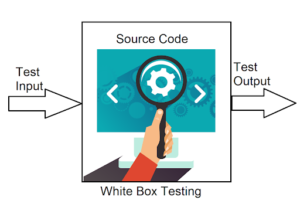 Source Code
Test
Input
Test
Output
White Box Testing